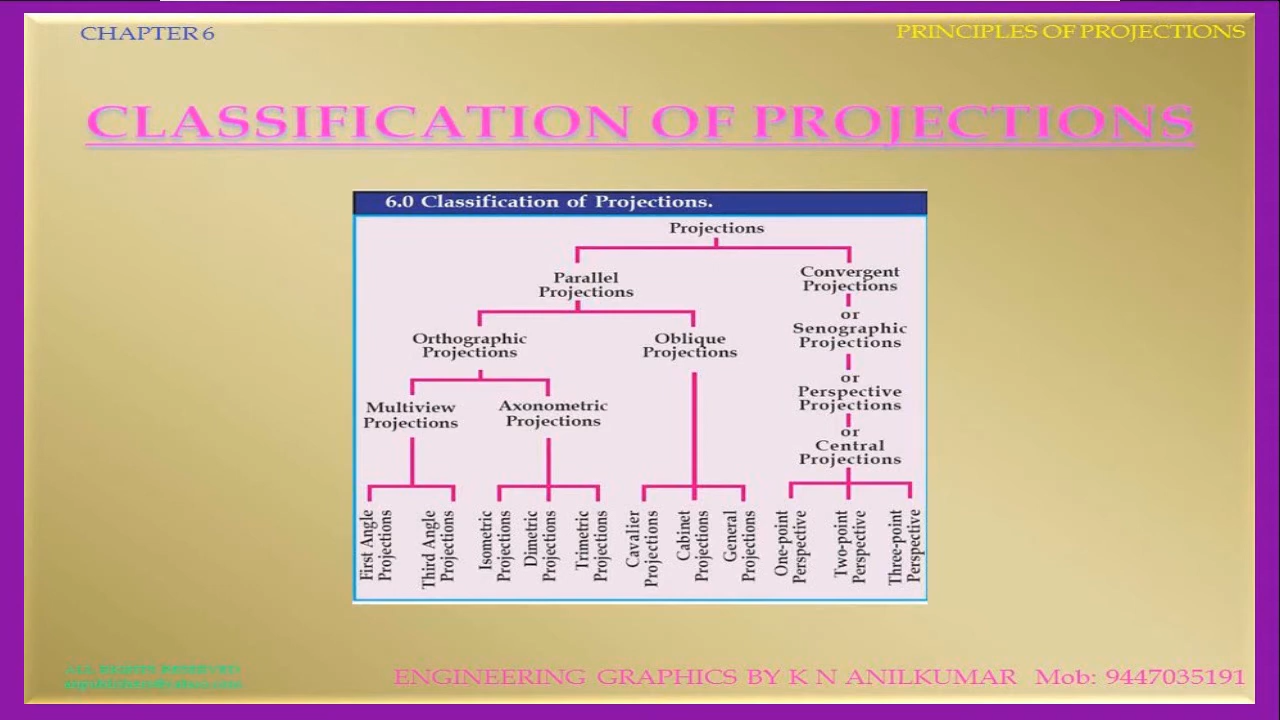 CHAPTER 6
PRINCIPLES OF PROJECTIONS
CLASSIFICATION OF PROJECTIONS
6.0 Classification of Projections.
Projections
Parallel
Projections
Convergent
Projections
or
Senographic
Projections
or
Perspective
Projections
or
Central
Projections
Orthographic
Projections
Oblique
Projections
Multiview
Projections
Axonometric
Projections
First Angle
Projections
Third Angle
Projections
Isometric
Projections
Dimetric
Projections
Trimetric
Projections
Cavalier
Projections
Cabinet
Projections
General
Projections
One-point
Perspective
Two-point
Perspective
Three-point
Perspective
ALL RIGHTS RESERVED
ENGINEERING GRAPHICS BY K N ANILKUMAR Mob: 9447035191